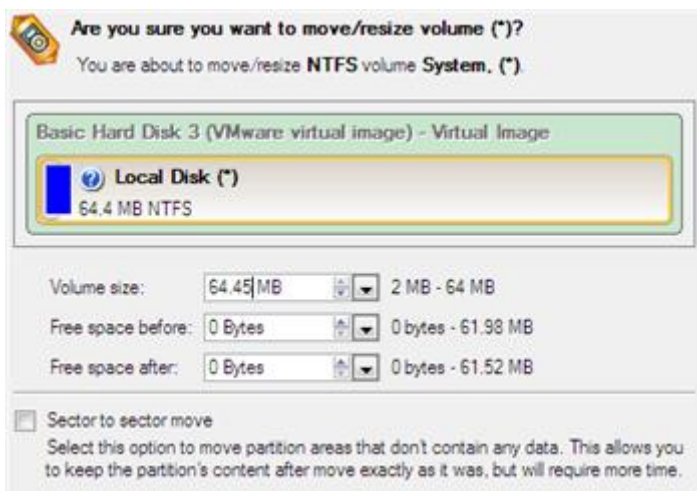 Are you sure you want to move/resize volume (*)?
You are about to move/resize NTFS volume System, (*).
Basic Hard Disk 3 (VMware virtual image) - Virtual Image
Local Disk (*)
64,4 MB NTFS
Volume size: 64.45 MB 2 MB - 64 MB
Free space before: 0 Bytes 0 bytes - 61.98 MB
Free space after: 0 Bytes 0 bytes - 61.52 MB
Sector to sector move
Select this option to move partition areas that don't contain any data. This allows you
to keep the partition's content after move exactly as it was, but will require more time.